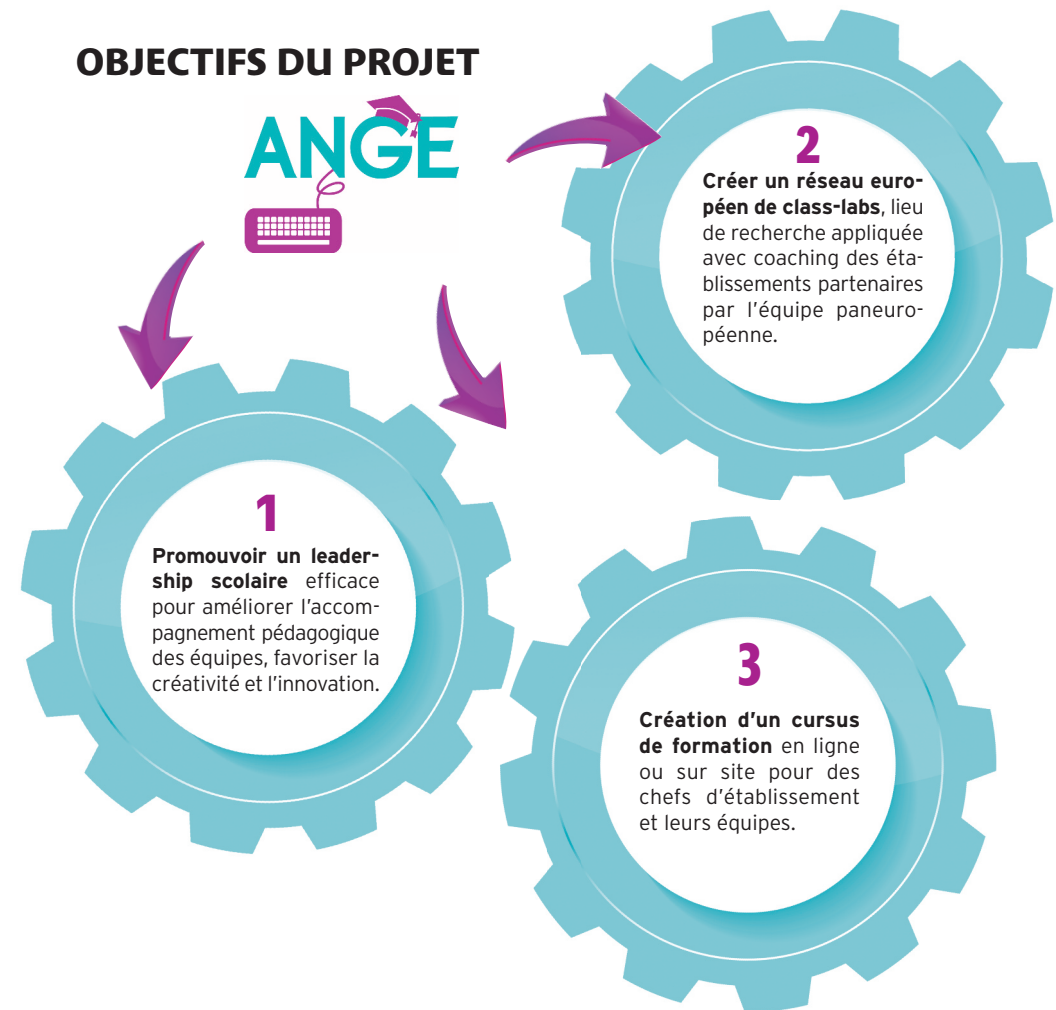 OBJECTIFS DU PROJET
ANGE
1
Promouvoir un leader-
ship scolaire efficace
pour améliorer l'accom-
pagnement pédagogique
des équipes, favoriser la
créativité et l'innovation.
2
Créer un réseau euro-
péen de class-labs, lieu
de recherche appliquée
avec coaching des éta-
blissements partenaires
par l'équipe paneuro-
péenne.
3
Création d'un cursus
de formation en ligne
ou sur site pour des
chefs d'établissement
et leurs équipes.